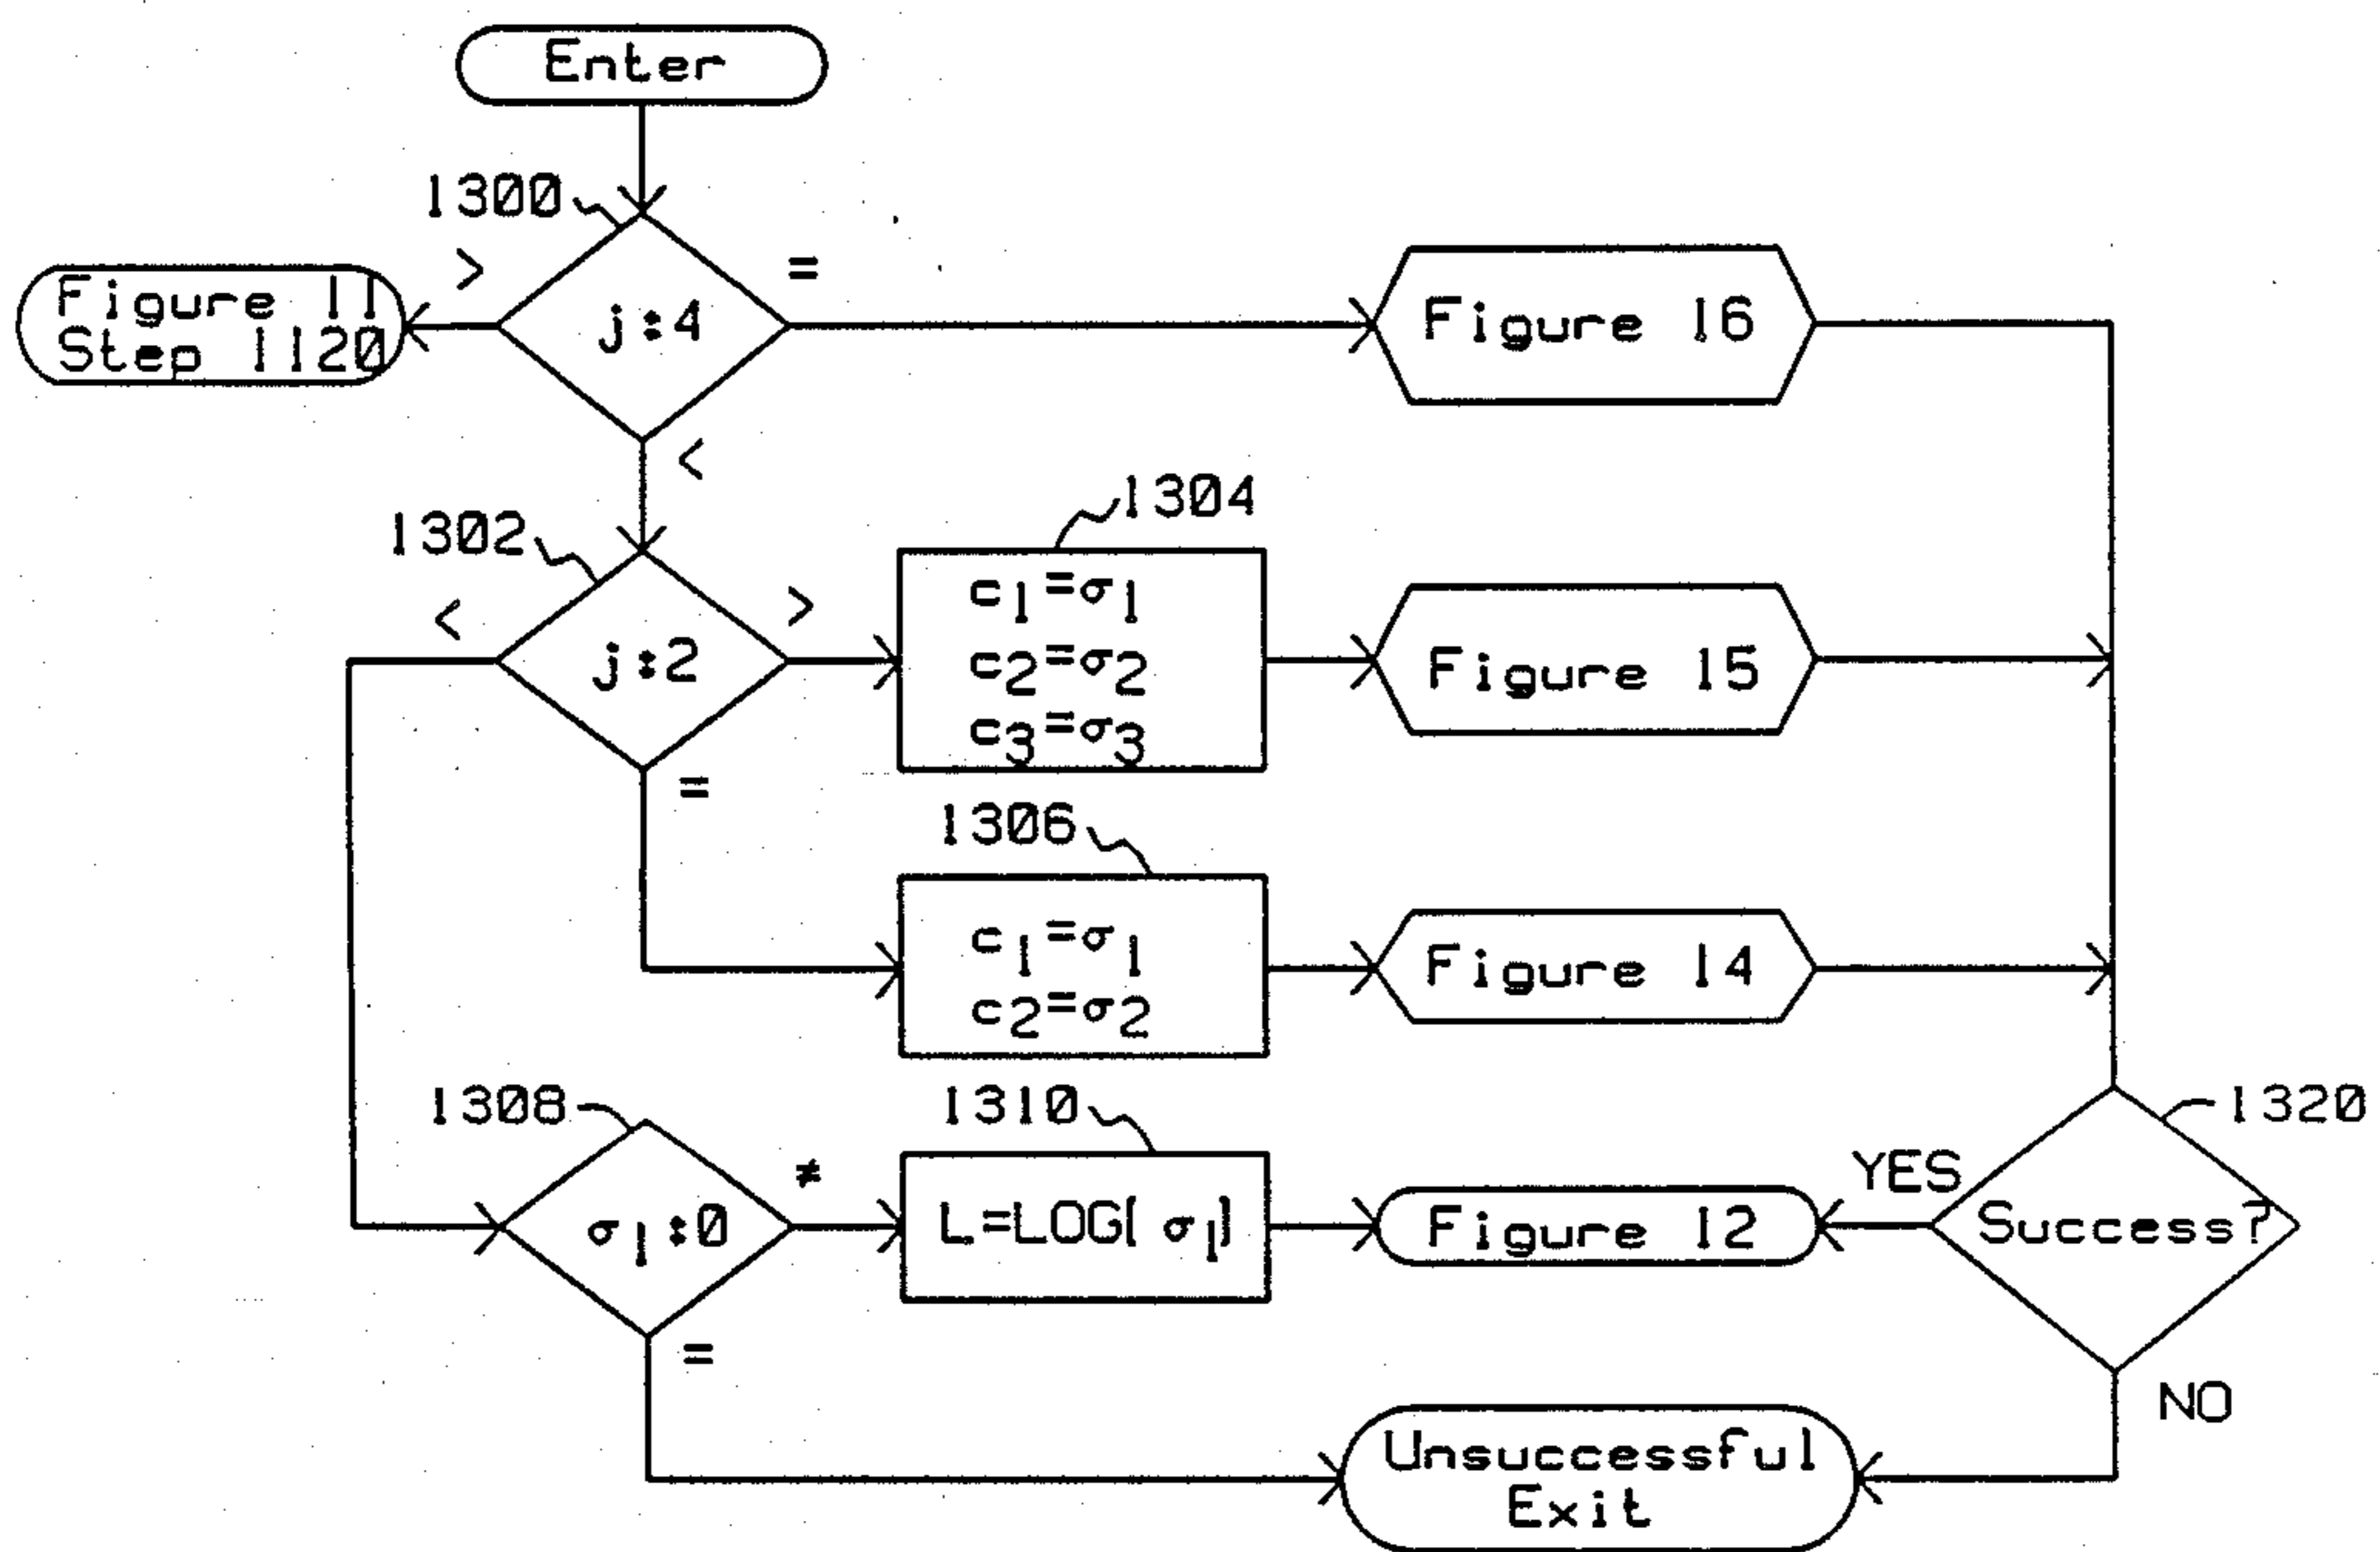 Enter
1300
>
=
Figure 11
Step 1120
j:4
Figure 16
<
1304
1302
<
>
c₁=σ₁
c₂=σ₂
c₃=σ₃
j:2
Figure 15
=
1306
c₁=σ₁
c₂=σ₂
Figure 14
1308
1310
1320
≠
YES
σ₁:0
L=LOG( σ₁)
Figure 12
Success?
=
NO
Unsuccessful
Exit